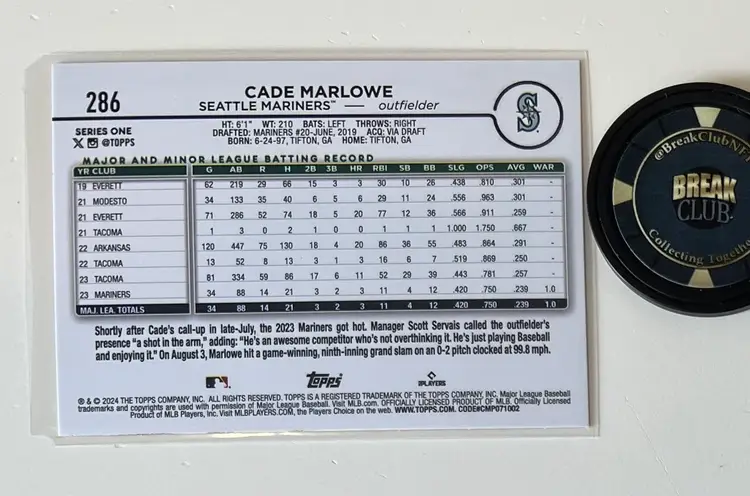 286
CADE MARLOWE
SEATTLE MARINERS™ — outfielder
S
SERIES ONE
X @TOPPS
HT: 6'1" WT: 210 BATS: LEFT THROWS: RIGHT
DRAFTED: MARINERS #20-JUNE, 2019 ACQ: VIA DRAFT
BORN: 6-24-97, TIFTON, GA HOME: TIFTON, GA
MAJOR AND MINOR LEAGUE BATTING RECORD
YR CLUB G AB R H 2B 3B HR RBI SB BB SLG OPS AVG WAR
19 EVERETT 62 219 29 66 15 3 3 30 10 26 .438 .810 .301 -
21 MODESTO 34 133 35 40 6 5 6 29 11 24 .556 .963 .301 -
21 EVERETT 71 286 52 74 18 5 20 77 12 36 .566 .911 .259 -
21 TACOMA 1 3 0 2 1 0 0 1 1 1 1.000 1.750 .667 -
22 ARKANSAS 120 447 75 130 18 4 20 86 36 55 .483 .864 .291 -
22 TACOMA 13 52 8 13 3 1 3 16 6 7 .519 .869 .250 -
23 TACOMA 81 334 59 86 17 6 11 52 29 39 .443 .781 .257 -
23 MARINERS 34 88 14 21 3 2 3 11 4 12 .420 .750 .239 1.0
MAJ. LEA. TOTALS 34 88 14 21 3 2 3 11 4 12 .420 .750 .239 1.0
Shortly after Cade's call-up in late-July, the 2023 Mariners got hot. Manager Scott Servais called the outfielder's
presence "a shot in the arm," adding: "He's an awesome competitor who's not overthinking it. He's just playing Baseball
and enjoying it." On August 3, Marlowe hit a game-winning, ninth-inning grand slam on an 0-2 pitch clocked at 99.8 mph.
Topps
PLAYERS
® & © 2024 THE TOPPS COMPANY, INC. ALL RIGHTS RESERVED. TOPPS IS A REGISTERED TRADEMARK OF THE TOPPS COMPANY, INC. Major League Baseball
trademarks and copyrights are used with permission of Major League Baseball. Visit MLB.com. OFFICIALLY LICENSED PRODUCT OF MLB. Officially Licensed
Product of MLB Players, Inc. Visit MLBPLAYERS.COM, the Players Choice on the web. WWW.TOPPS.COM. CODE#CMP071002
@BreakClubNF
BREAK
CLUB
Collecting Togeth